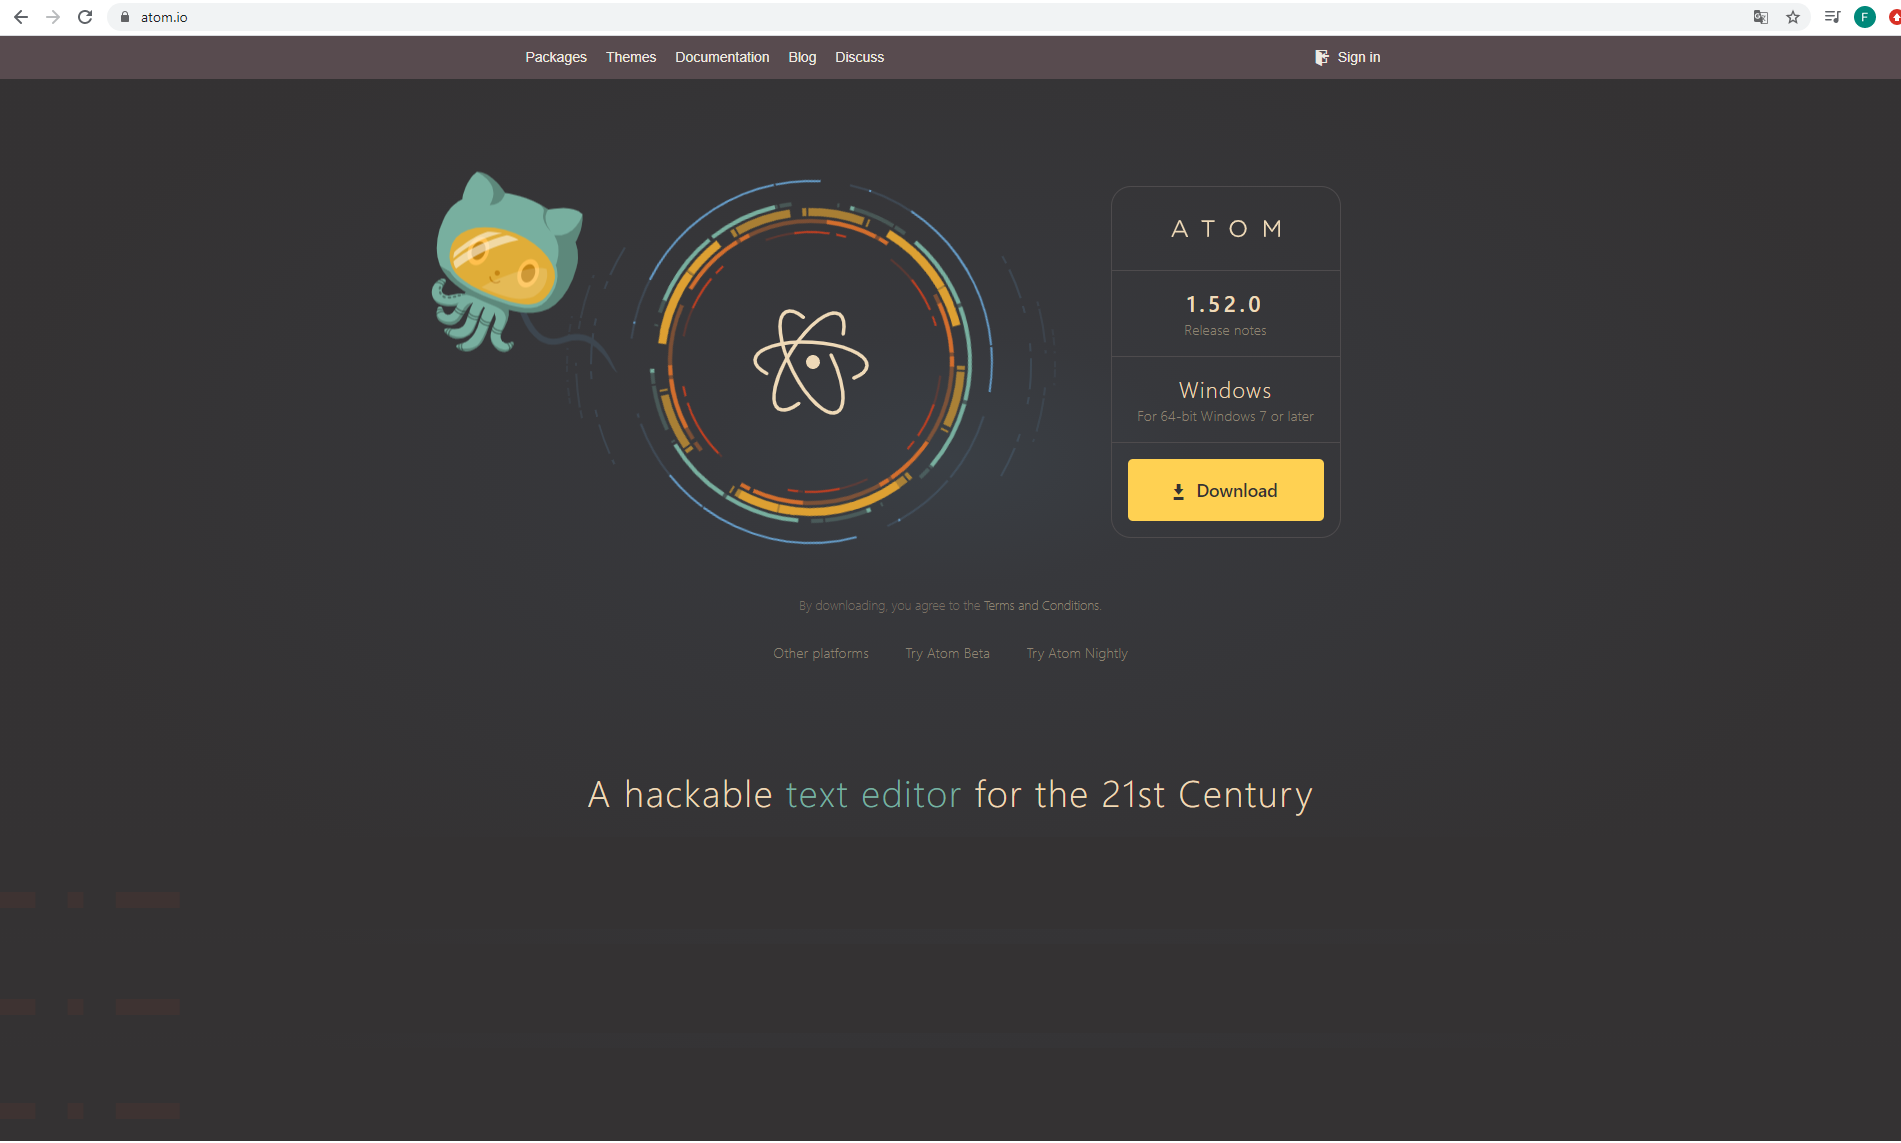 atom.io
F
Packages Themes Documentation Blog Discuss Sign in
ATOM
1.52.0
Release notes
Windows
For 64-bit Windows 7 or later
Download
By downloading, you agree to the Terms and Conditions.
Other platforms Try Atom Beta Try Atom Nightly
A hackable text editor for the 21st Century